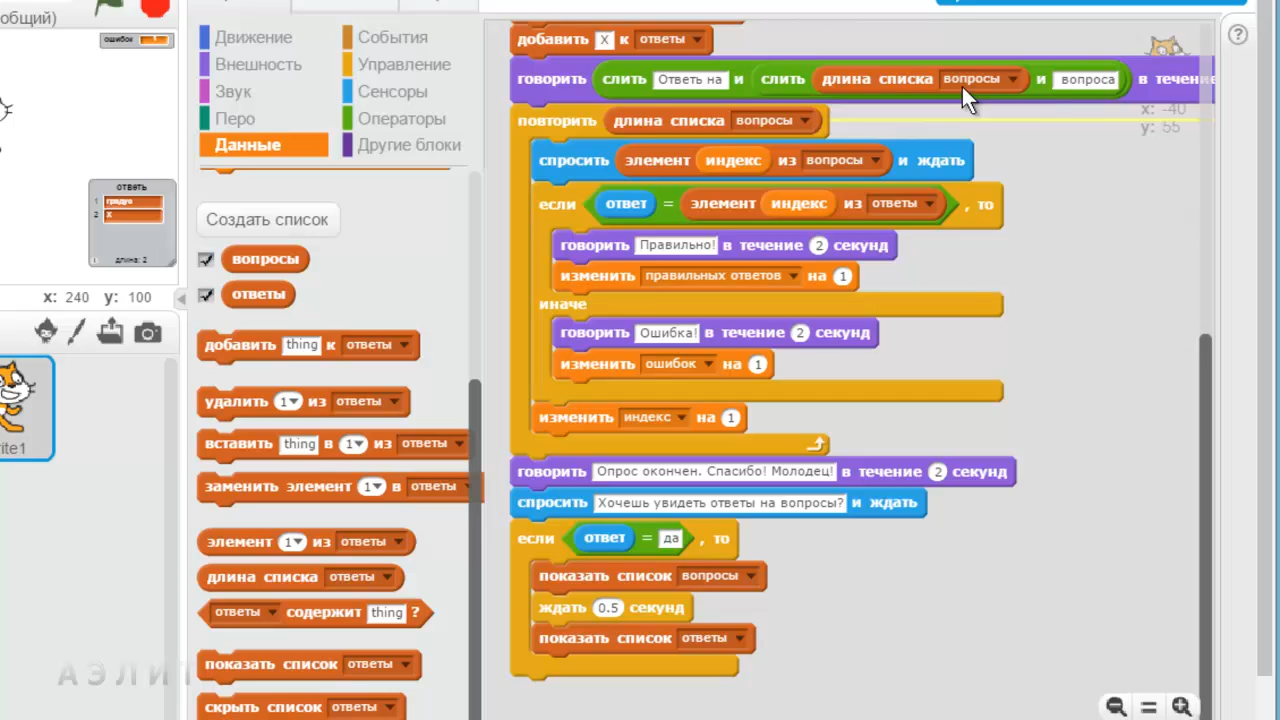 общий)
ошибок
ответы
1 градус
2 X
длина: 2
x: 240 y: 100
rite1
АЭЛИТ
Движение
Внешность
Звук
Перо
Данные
События
Управление
Сенсоры
Операторы
Другие блоки
Создать список
вопросы
ответы
добавить thing к ответы
удалить 1 из ответы
вставить thing в 1 из ответы
заменить элемент 1 в ответы
элемент 1 из ответы
длина списка ответы
ответы содержит thing ?
показать список ответы
скрыть список ответы
добавить X к ответы
говорить слить Ответь на и слить длина списка вопросы и вопроса в течени
повторить длина списка вопросы
спросить элемент индекс из вопросы и ждать
если ответ = элемент индекс из ответы , то
говорить Правильно! в течение 2 секунд
изменить правильных ответов на 1
иначе
говорить Ошибка! в течение 2 секунд
изменить ошибок на 1
изменить индекс на 1
говорить Опрос окончен. Спасибо! Молодец! в течение 2 секунд
спросить Хочешь увидеть ответы на вопросы? и ждать
если ответ = да , то
показать список вопросы
ждать 0.5 секунд
показать список ответы
x: -40
y: 55
?